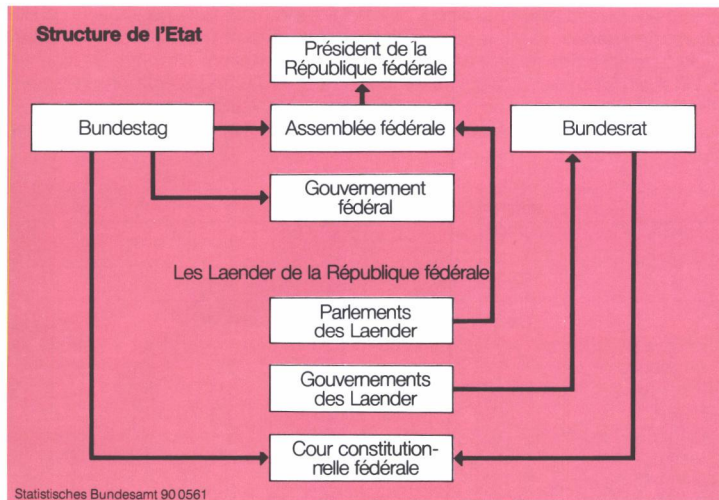 Structure de l'Etat
Président de la
République fédérale
Bundestag
Assemblée fédérale
Bundesrat
Gouvernement
fédéral
Les Laender de la République fédérale
Parlements
des Laender
Gouvernements
des Laender
Cour constitution-
nelle fédérale
Statistisches Bundesamt 90 0561